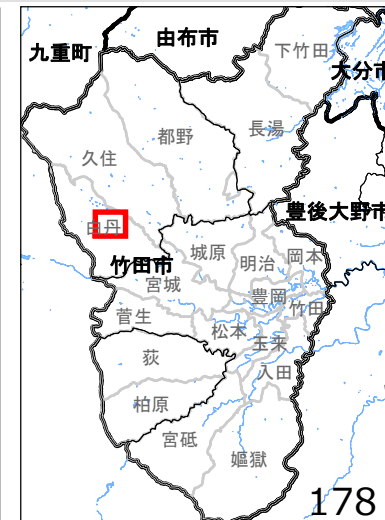 由布市
九重町
下竹田
大分市
都野
長湯
久住
豊後大野市
白丹
城原
岡本
明治
竹田市
宮城
豊岡
竹田
菅生
松本
玉来
荻
入田
柏原
宮砥
嫗獄
178